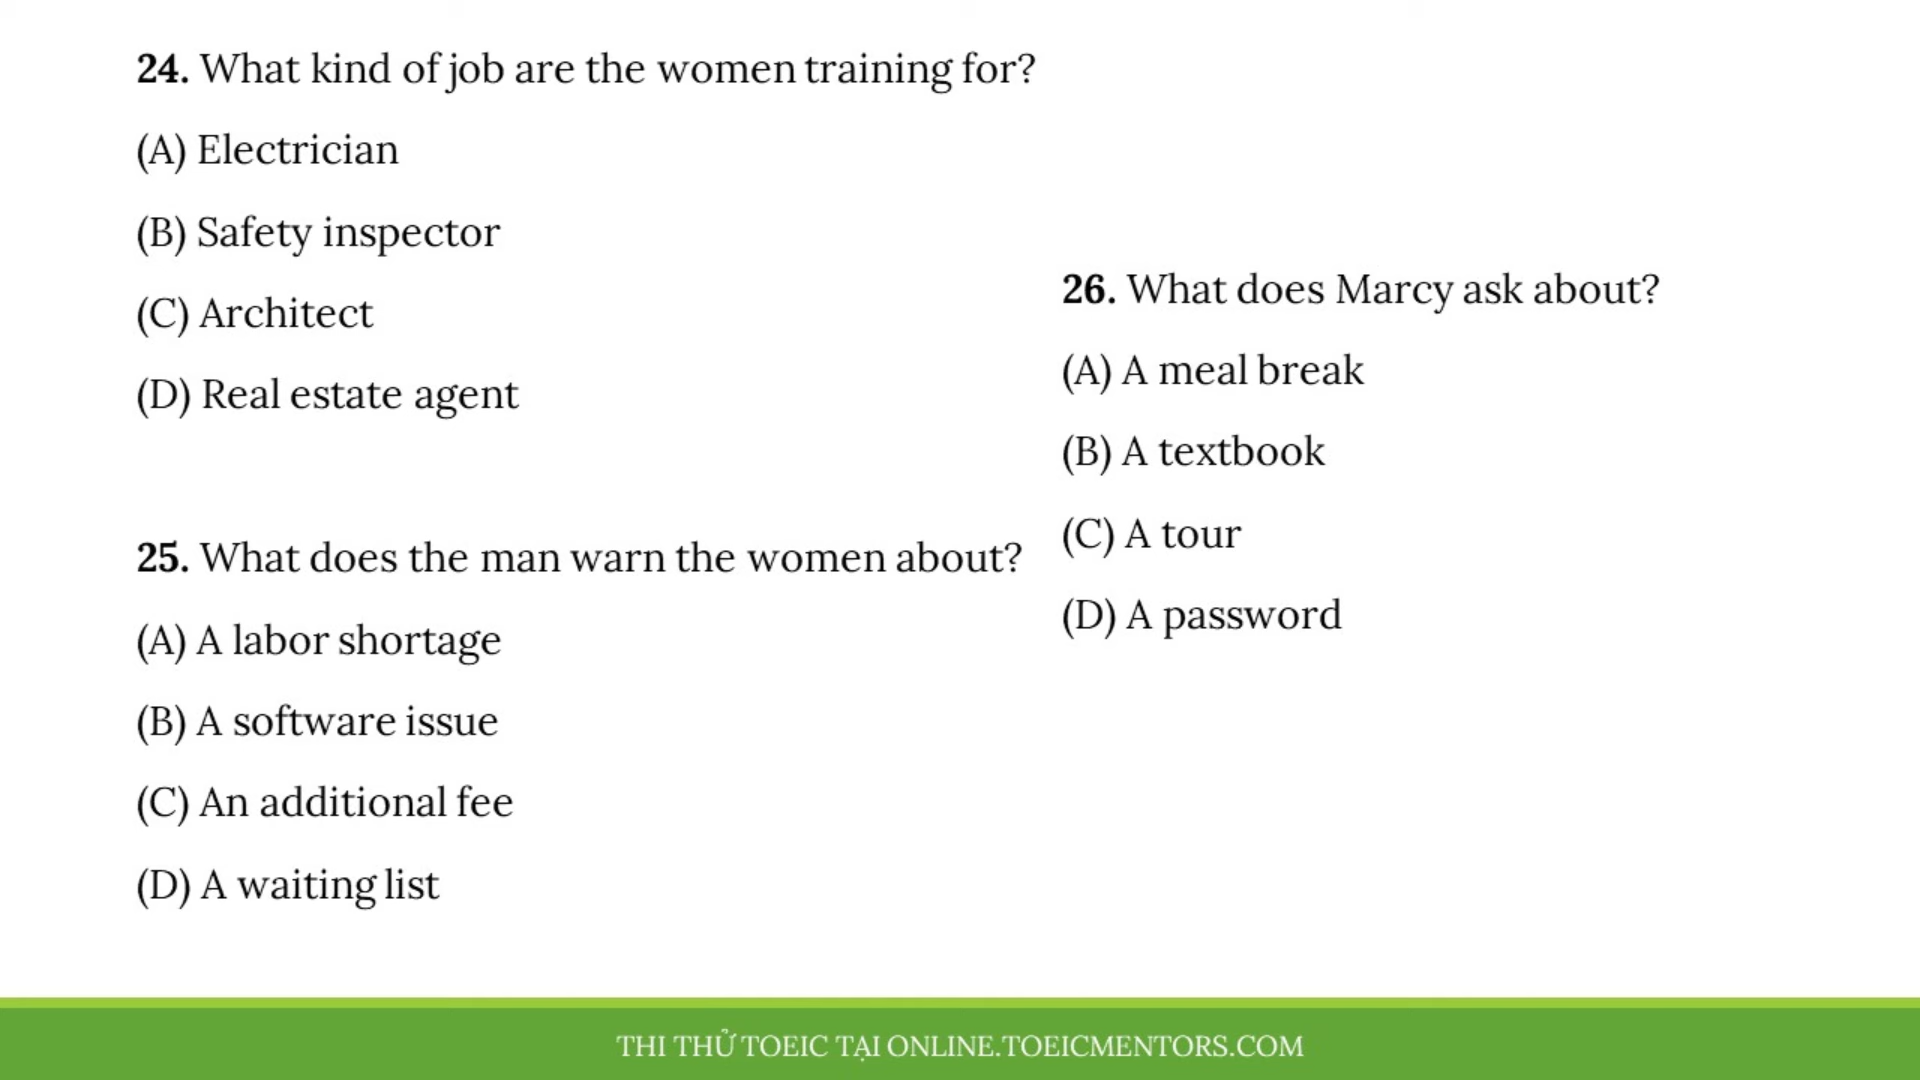 24. What kind of job are the women training for?
(A) Electrician
(B) Safety inspector
(C) Architect
(D) Real estate agent
25. What does the man warn the women about?
(A) A labor shortage
(B) A software issue
(C) An additional fee
(D) A waiting list
26. What does Marcy ask about?
(A) A meal break
(B) A textbook
(C) A tour
(D) A password
THI THỬ TOEIC TẠI ONLINE.TOEICMENTORS.COM